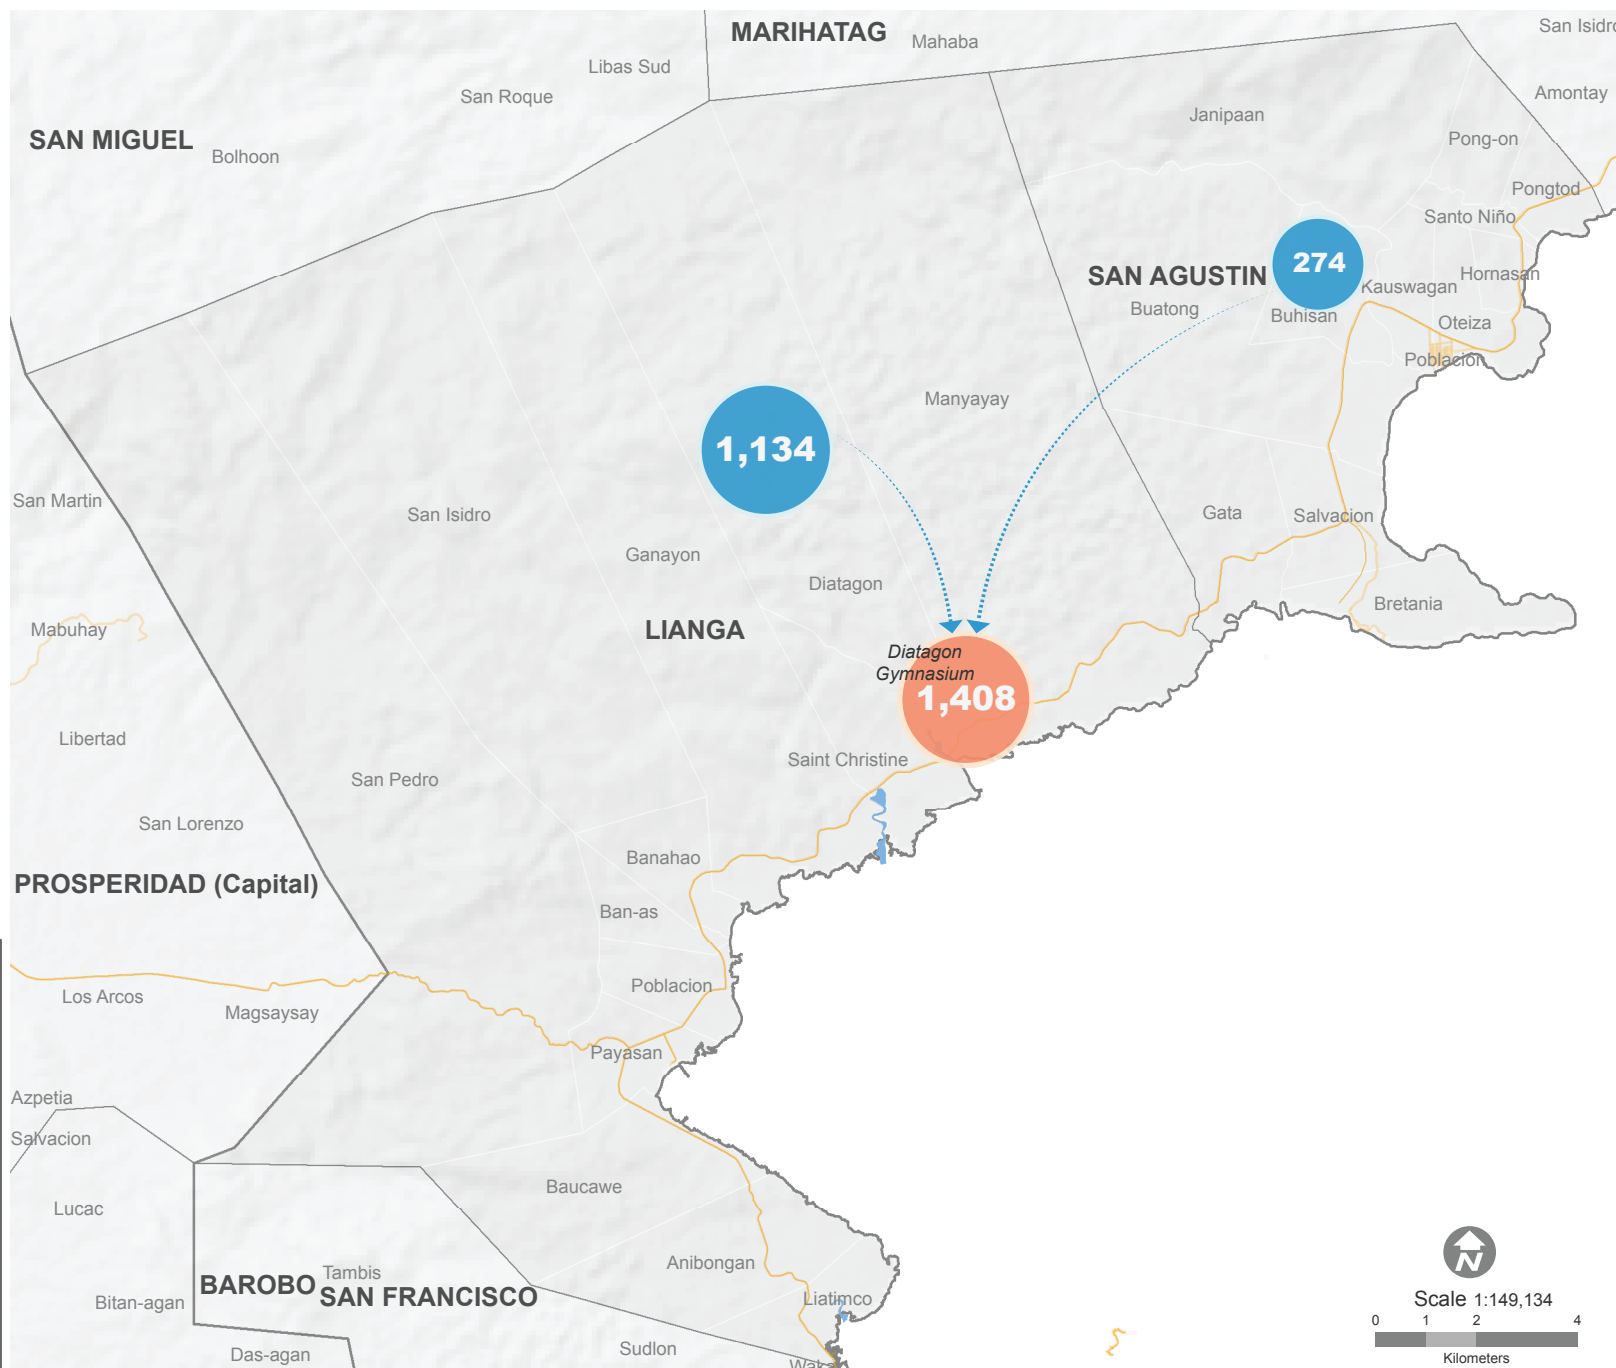 MARIHATAG
Mahaba
San Isidro
Libas Sud
San Roque
Amontay
Janipaan
SAN MIGUEL
Bolhoon
Pong-on
Pongtod
Santo Niño
274
SAN AGUSTIN
Hornasan
Kauswagan
Buatong
Buhisan
Oteiza
Poblacion
Manyayay
1,134
San Martin
San Isidro
Gata
Salvacion
Ganayon
Diatagon
Bretania
Mabuhay
LIANGA
Diatagon
Gymnasium
1,408
Libertad
Saint Christine
San Pedro
San Lorenzo
Banahao
PROSPERIDAD (Capital)
Ban-as
Poblacion
Los Arcos
Magsaysay
Payasan
Azpetia
Salvacion
Baucawe
Lucac
Anibongan
Tambis
BAROBO
SAN FRANCISCO
Bitan-agan
Liatimco
N
Scale 1:149,134
0 1 2 4
Kilometers
Sudlon
Das-agan